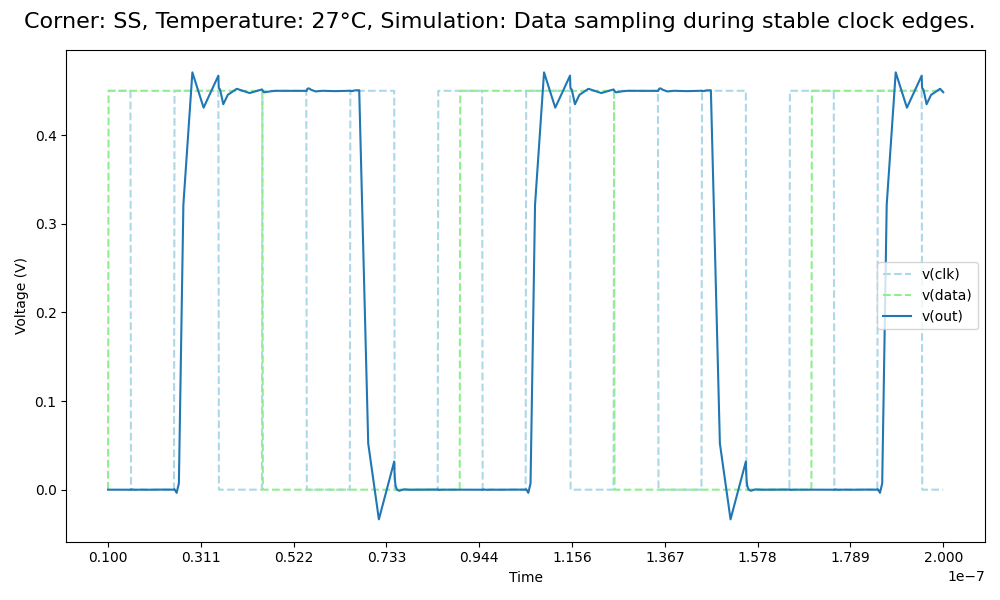 Corner: SS, Temperature: 27°C, Simulation: Data sampling during stable clock edges.
Voltage (V)
0.4
0.3
0.2
0.1
0.0
v(clk)
v(data)
v(out)
0.100 0.311 0.522 0.733 0.944 1.156 1.367 1.578 1.789 2.000
Time
1e−7